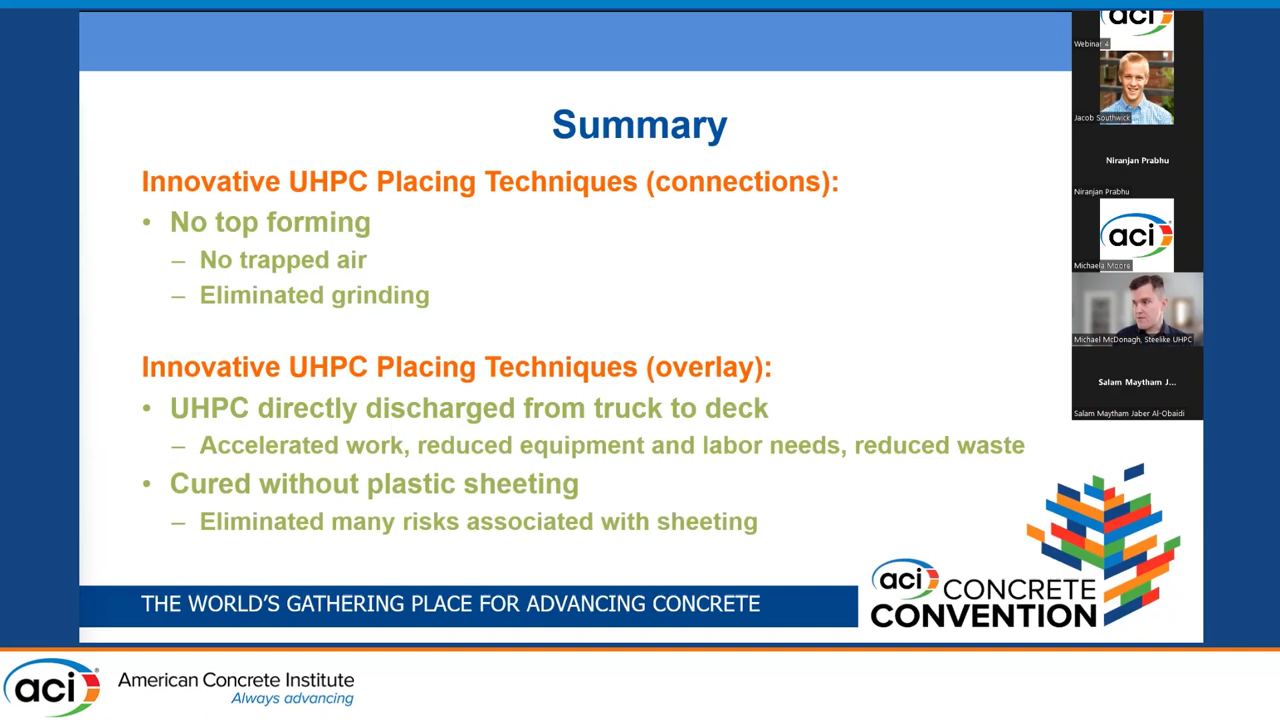 Summary
Innovative UHPC Placing Techniques (connections):
• No top forming
– No trapped air
– Eliminated grinding
Innovative UHPC Placing Techniques (overlay):
• UHPC directly discharged from truck to deck
– Accelerated work, reduced equipment and labor needs, reduced waste
• Cured without plastic sheeting
– Eliminated many risks associated with sheeting
THE WORLD'S GATHERING PLACE FOR ADVANCING CONCRETE
aci CONCRETE
CONVENTION
aci
Webinar 4
Jacob Southwick
Niranjan Prabhu
Niranjan Prabhu
aci
Michaela Moore
Michael McDonagh, Steelike UHPC
Salam Maytham J...
Salam Maytham Jaber Al-Obaidi
aci®
American Concrete Institute
Always advancing